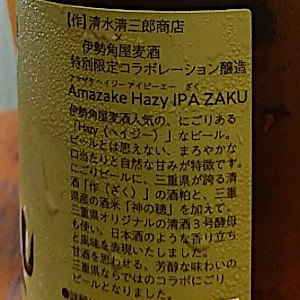 【作】清水清三郎商店
×
伊勢角屋麦酒
特別限定コラボレーション醸造
アマザケヘイジーアイピーエー ざく
Amazake Hazy IPA ZAKU
伊勢角屋麦酒人気の、にごりある
「Hazy（ヘイジー）」なビール。
ビールとは思えない、まろやかな
口当たりと自然な甘みが特徴です。
にごりビールに、三重県が誇る清
酒「作（ざく）」の酒粕と、三重
県産の酒米「神の穂」を加えて、
三重県オリジナルの清酒3号酵母
も使い、日本酒のような香り立ち
と風味を表現いたしました。
甘酒を思わせる、芳醇な味わいの
三重県ならではのコラボにごり
ビールとなりました。